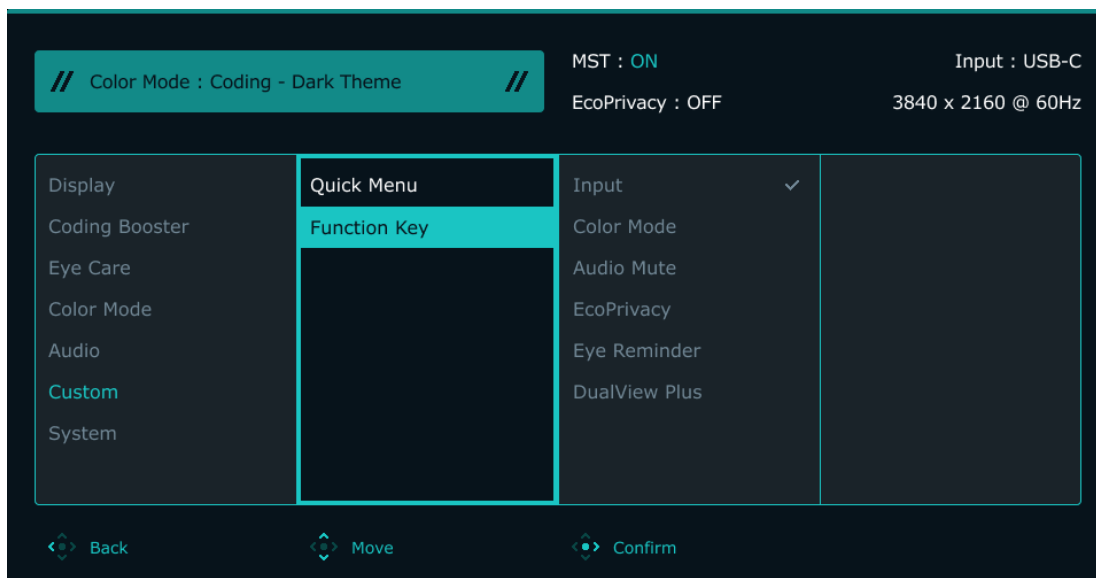 Color Mode : Coding - Dark Theme
MST : ON
Input : USB-C
EcoPrivacy : OFF
3840 x 2160 @ 60Hz
Display
Coding Booster
Eye Care
Color Mode
Audio
Custom
System
Quick Menu
Function Key
Input
Color Mode
Audio Mute
EcoPrivacy
Eye Reminder
DualView Plus
Back
Move
Confirm